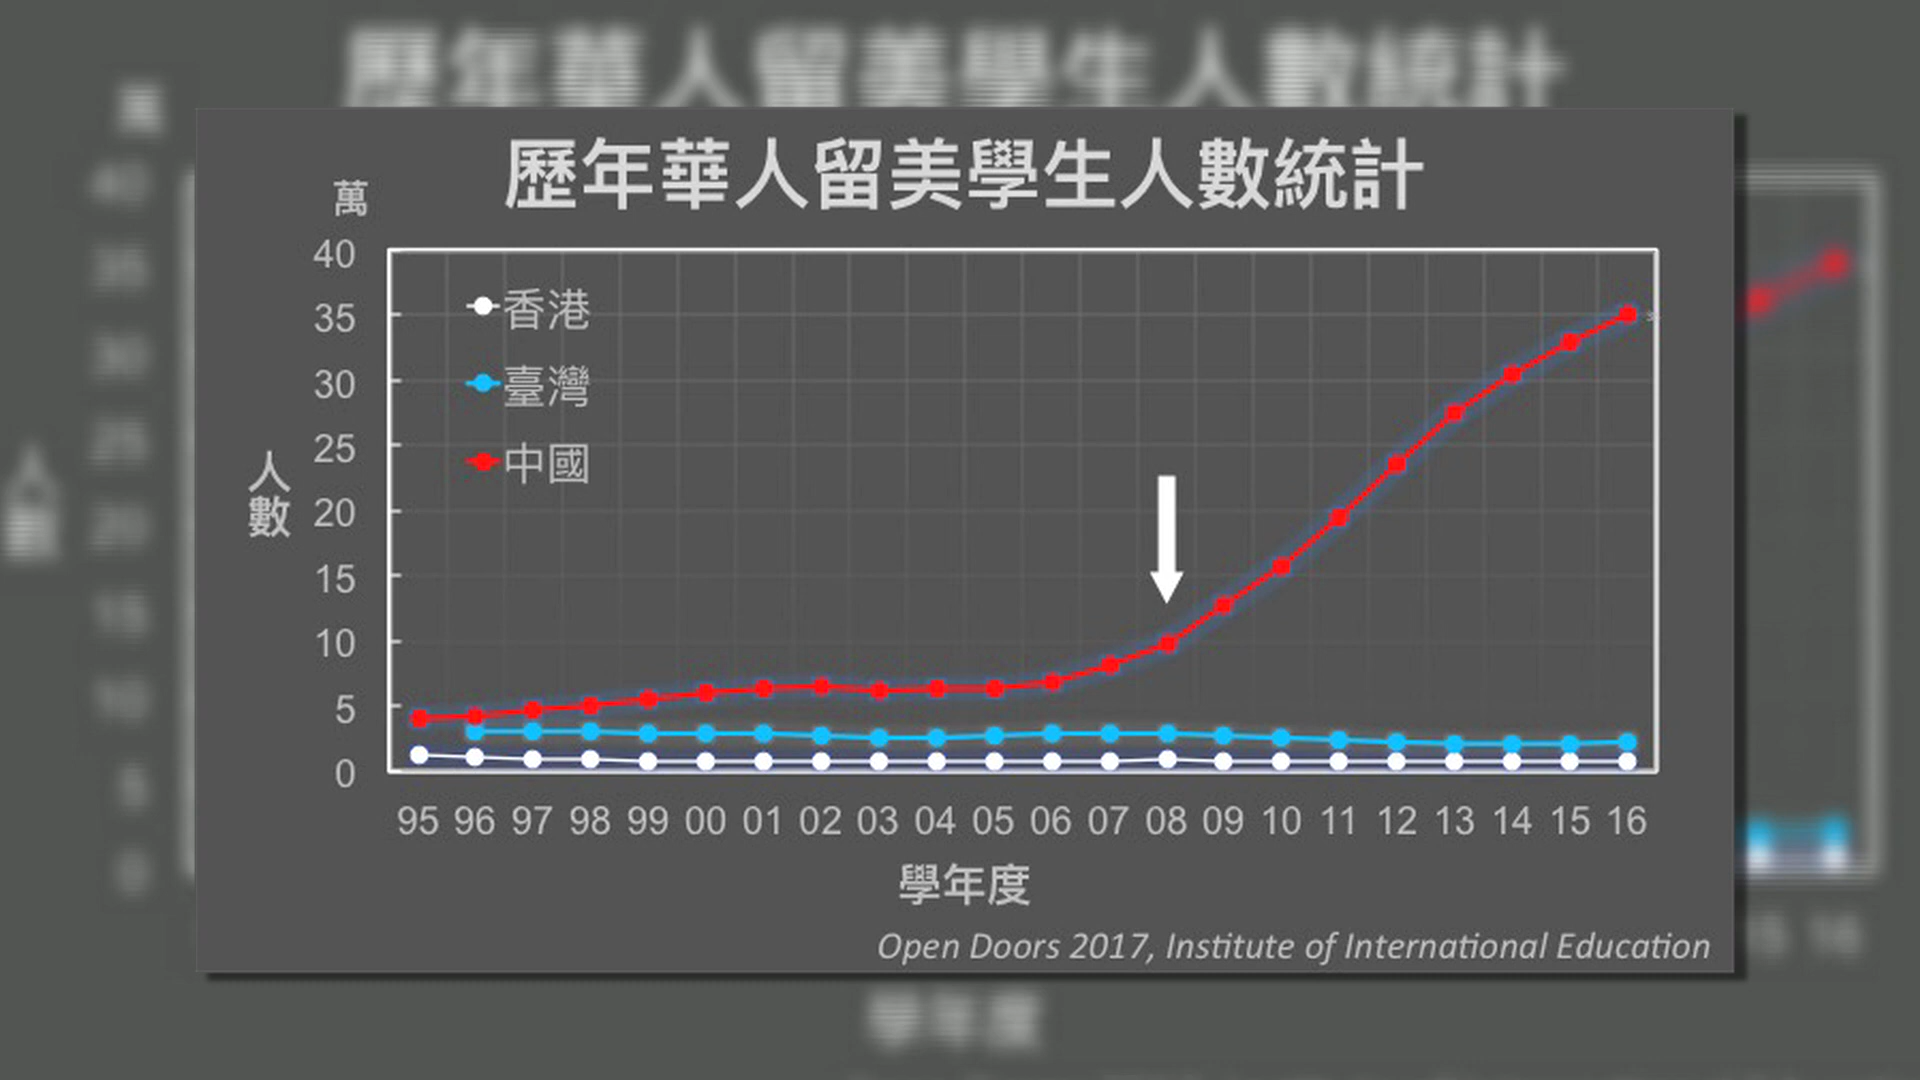 歷年華人留美學生人數統計
萬
40
35
30
25
20
15
10
5
0
人數
香港
臺灣
中國
95 96 97 98 99 00 01 02 03 04 05 06 07 08 09 10 11 12 13 14 15 16
學年度
Open Doors 2017, Institute of International Education